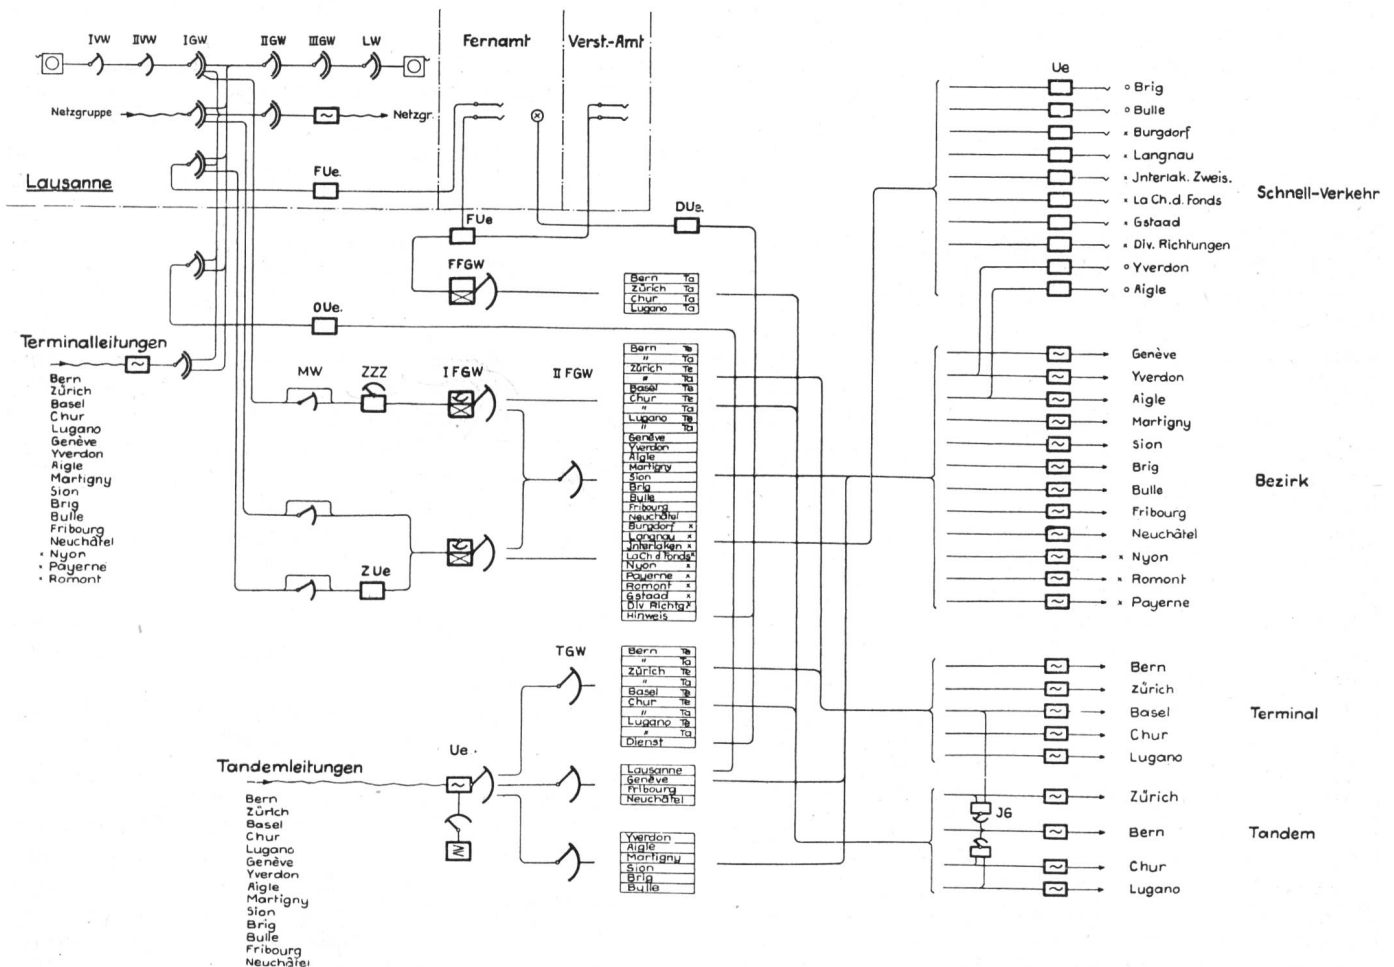 IVW IIVW IGW IIGW IIIGW LW
Fernamt
Verst.-Amt
Netzgruppe
Netzgr.
Lausanne
FUe.
FUe
DUe.
FFGW
Bern Ta
Zürich Ta
Chur Ta
Lugano Ta
OUe.
Terminalleitungen
Bern
Zürich
Basel
Chur
Lugano
Genève
Yverdon
Aigle
Martigny
Sion
Brig
Bulle
Fribourg
Neuchâtel
× Nyon
× Payerne
× Romont
MW
ZZZ
I FGW
II FGW
ZUe
Bern Te
" Ta
Zürich Te
" Ta
Basel Te
Chur Te
" Ta
Lugano Te
" Ta
Genève
Yverdon
Aigle
Martigny
Sion
Brig
Bulle
Fribourg
Neuchâtel
Burgdorf ×
Langnau ×
Jnterlaken ×
La Ch d Fonds ×
Nyon ×
Payerne ×
Romont ×
Gstaad ×
Div Richtg ×
Hinweis
TGW
Bern Te
" Ta
Zürich Te
" Ta
Basel Te
Chur Te
" Ta
Lugano Te
" Ta
Dienst
Lausanne
Genève
Fribourg
Neuchâtel
Yverdon
Aigle
Martigny
Sion
Brig
Bulle
Ue.
Tandemleitungen
Bern
Zürich
Basel
Chur
Lugano
Genève
Yverdon
Aigle
Martigny
Sion
Brig
Bulle
Fribourg
Neuchâtel
Ue
o Brig
o Bulle
× Burgdorf
× Langnau
× Jnterlak. Zweis.
× La Ch. d. Fonds
× Gstaad
× Div. Richtungen
o Yverdon
o Aigle
Schnell-Verkehr
Genève
Yverdon
Aigle
Martigny
Sion
Brig
Bulle
Fribourg
Neuchâtel
× Nyon
× Romont
× Payerne
Bezirk
Bern
Zürich
Basel
Chur
Lugano
Terminal
JG
Zürich
Bern
Chur
Lugano
Tandem